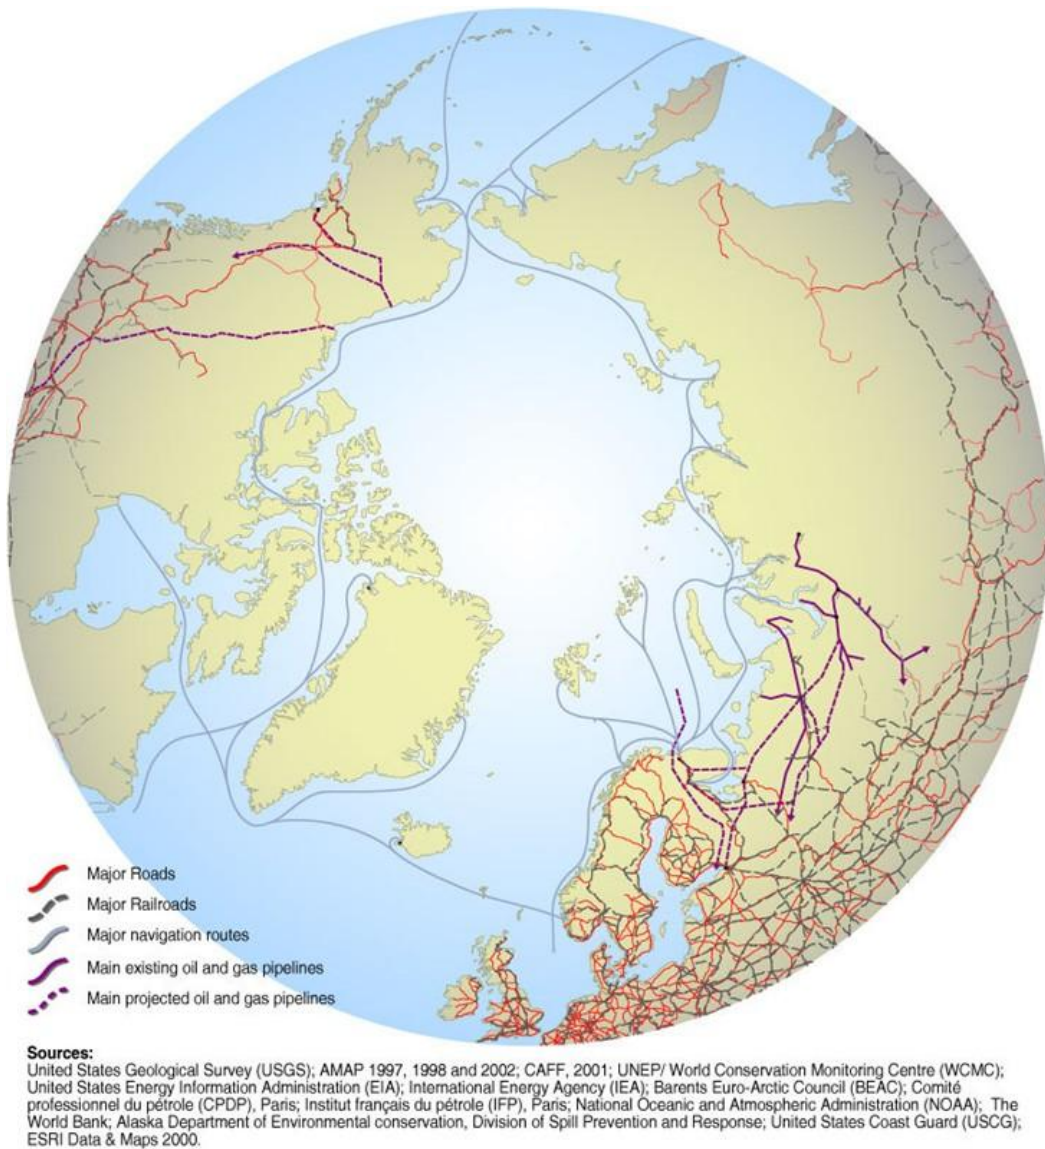 Major Roads
Major Railroads
Major navigation routes
Main existing oil and gas pipelines
Main projected oil and gas pipelines
Sources:
United States Geological Survey (USGS); AMAP 1997, 1998 and 2002; CAFF, 2001; UNEP/ World Conservation Monitoring Centre (WCMC);
United States Energy Information Administration (EIA); International Energy Agency (IEA); Barents Euro-Arctic Council (BEAC); Comité
professionnel du pétrole (CPDP), Paris; Institut français du pétrole (IFP), Paris; National Oceanic and Atmospheric Administration (NOAA); The
World Bank; Alaska Department of Environmental conservation, Division of Spill Prevention and Response; United States Coast Guard (USCG);
ESRI Data & Maps 2000.